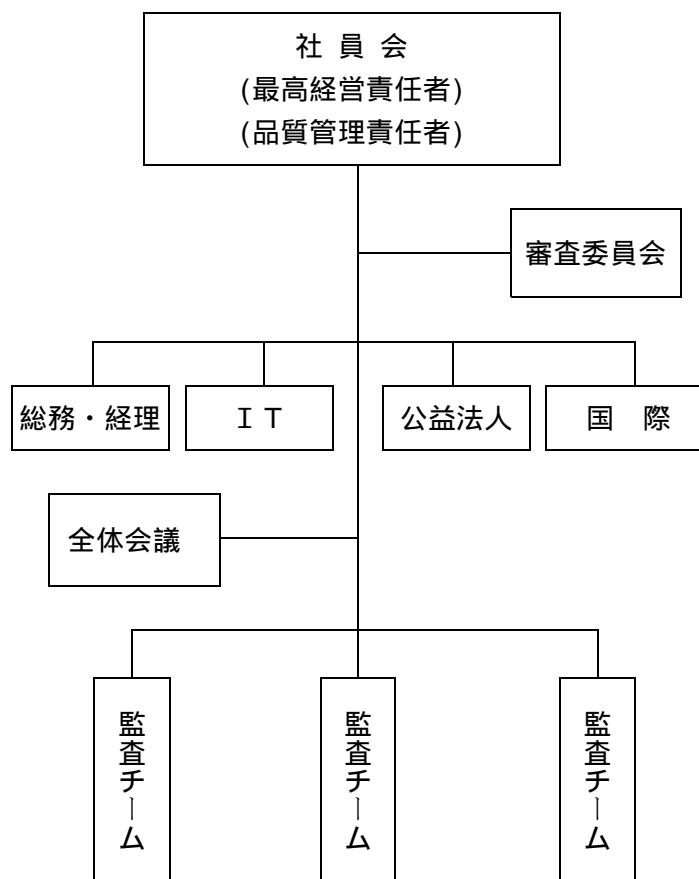 社 員 会
(最高経営責任者)
(品質管理責任者)
審査委員会
総務・経理
ＩＴ
公益法人
国　際
全体会議
監査チーム
監査チーム
監査チーム